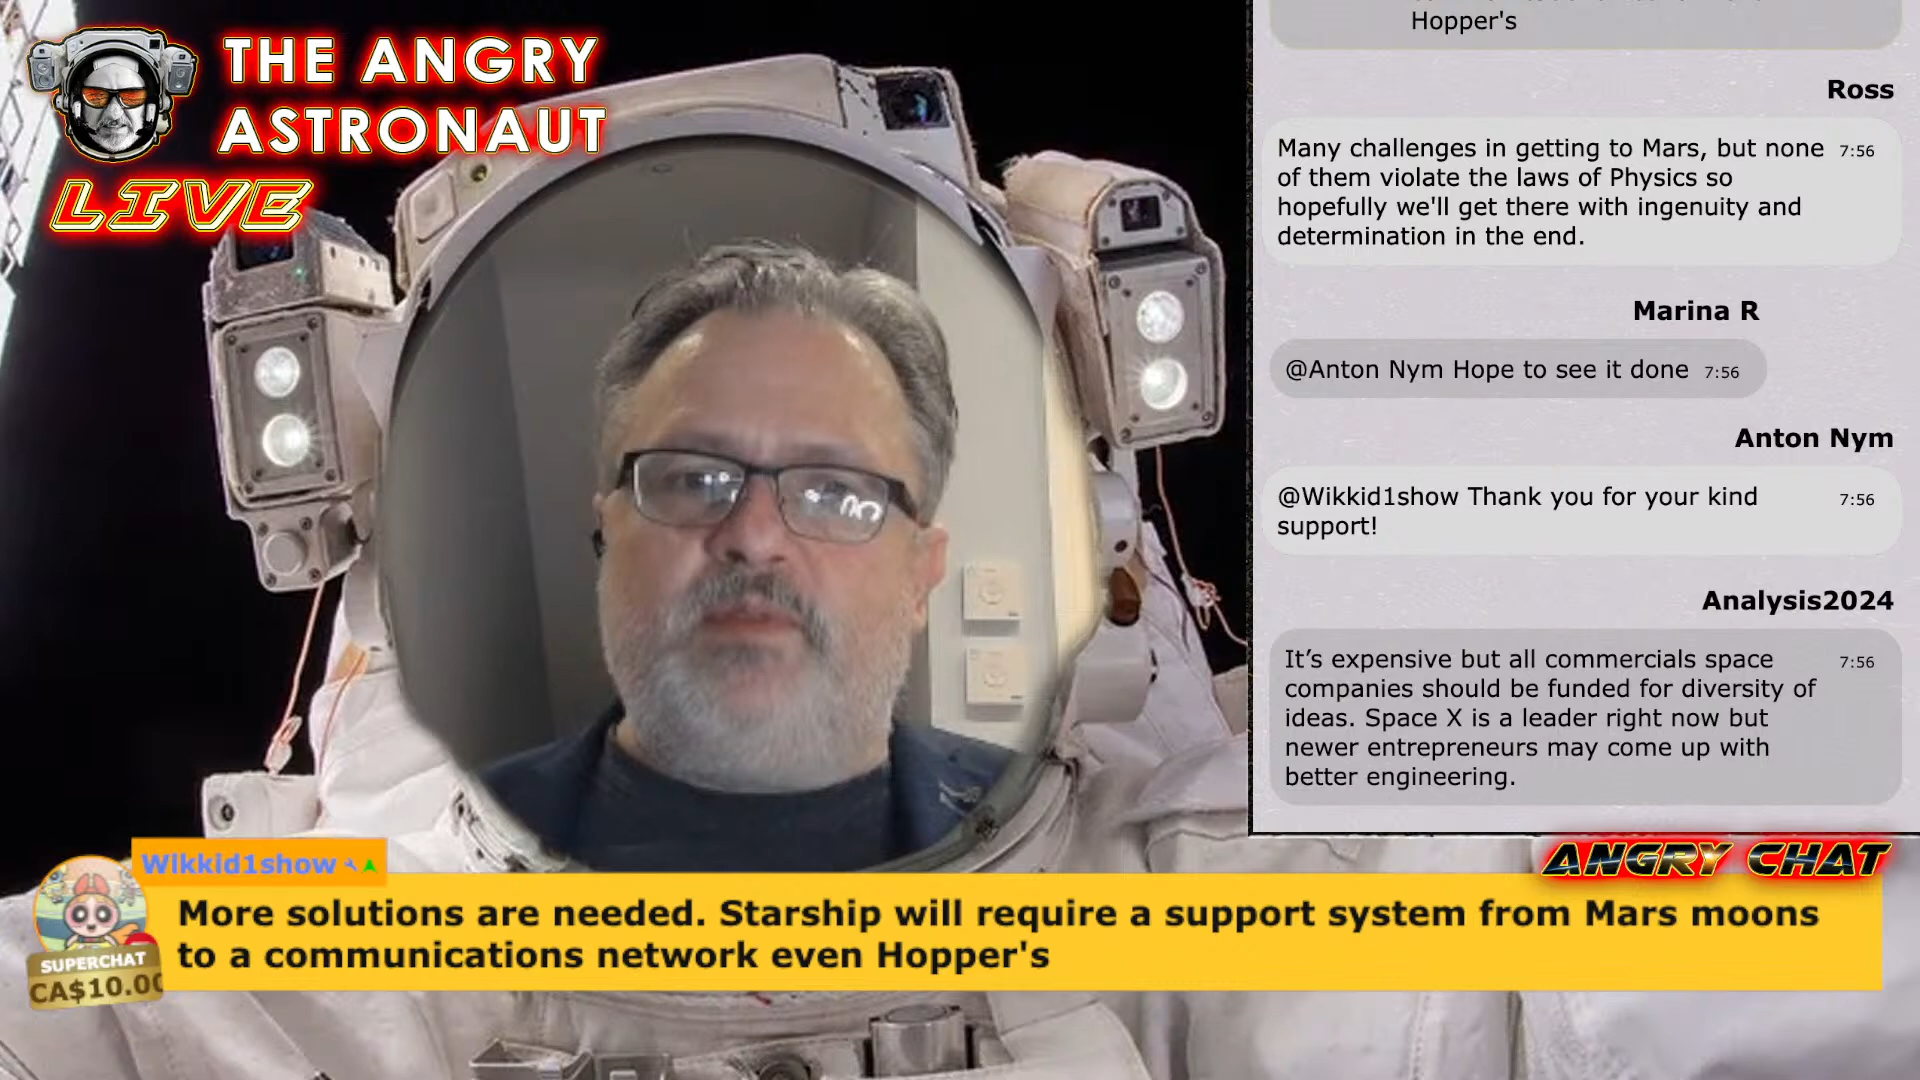 THE ANGRY
ASTRONAUT
LIVE
Hopper's
Ross
Many challenges in getting to Mars, but none 7:56
of them violate the laws of Physics so
hopefully we'll get there with ingenuity and
determination in the end.
Marina R
@Anton Nym Hope to see it done 7:56
Anton Nym
@Wikkid1show Thank you for your kind 7:56
support!
Analysis2024
It’s expensive but all commercials space 7:56
companies should be funded for diversity of
ideas. Space X is a leader right now but
newer entrepreneurs may come up with
better engineering.
ANGRY CHAT
Wikkid1show
More solutions are needed. Starship will require a support system from Mars moons
to a communications network even Hopper's
SUPERCHAT
CA$10.00